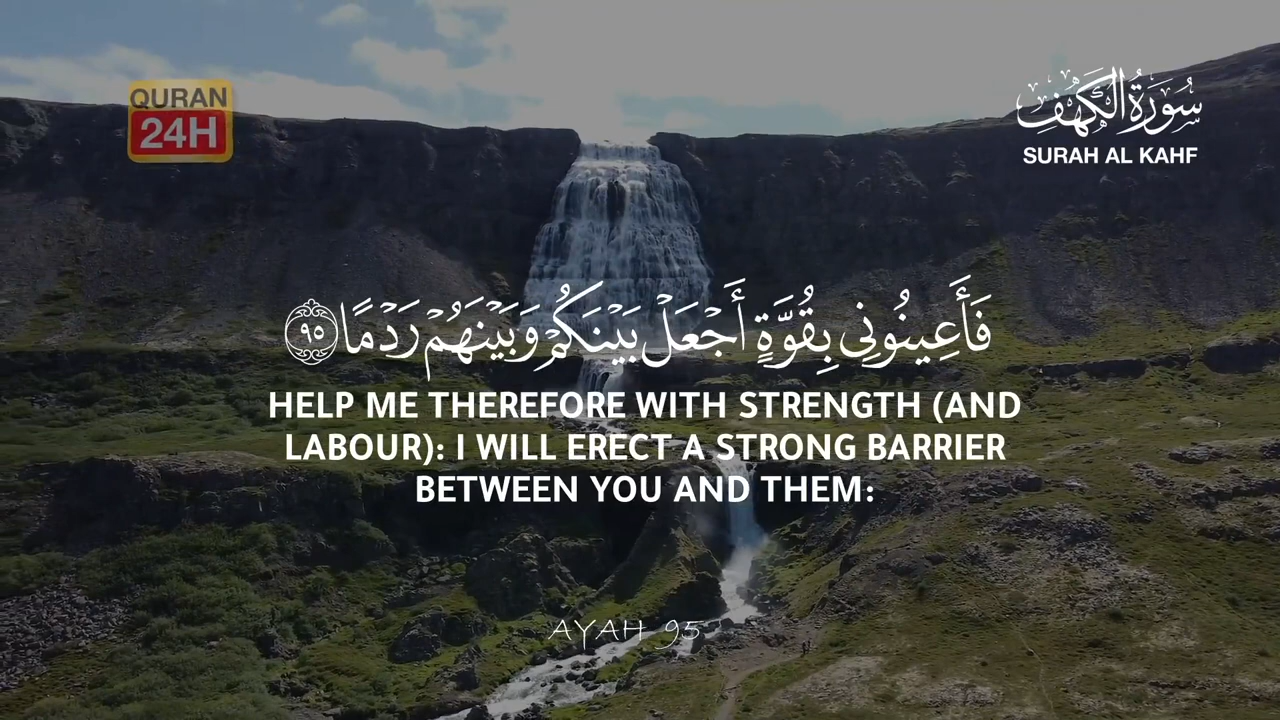 QURAN
24H
سُورَةُ الكَهْفِ
SURAH AL KAHF
فَأَعِينُونِي بِقُوَّةٍ أَجْعَلْ بَيْنَكُمْ وَبَيْنَهُمْ رَدْمًا ٩٥
HELP ME THEREFORE WITH STRENGTH (AND
LABOUR): I WILL ERECT A STRONG BARRIER
BETWEEN YOU AND THEM:
AYAH 95